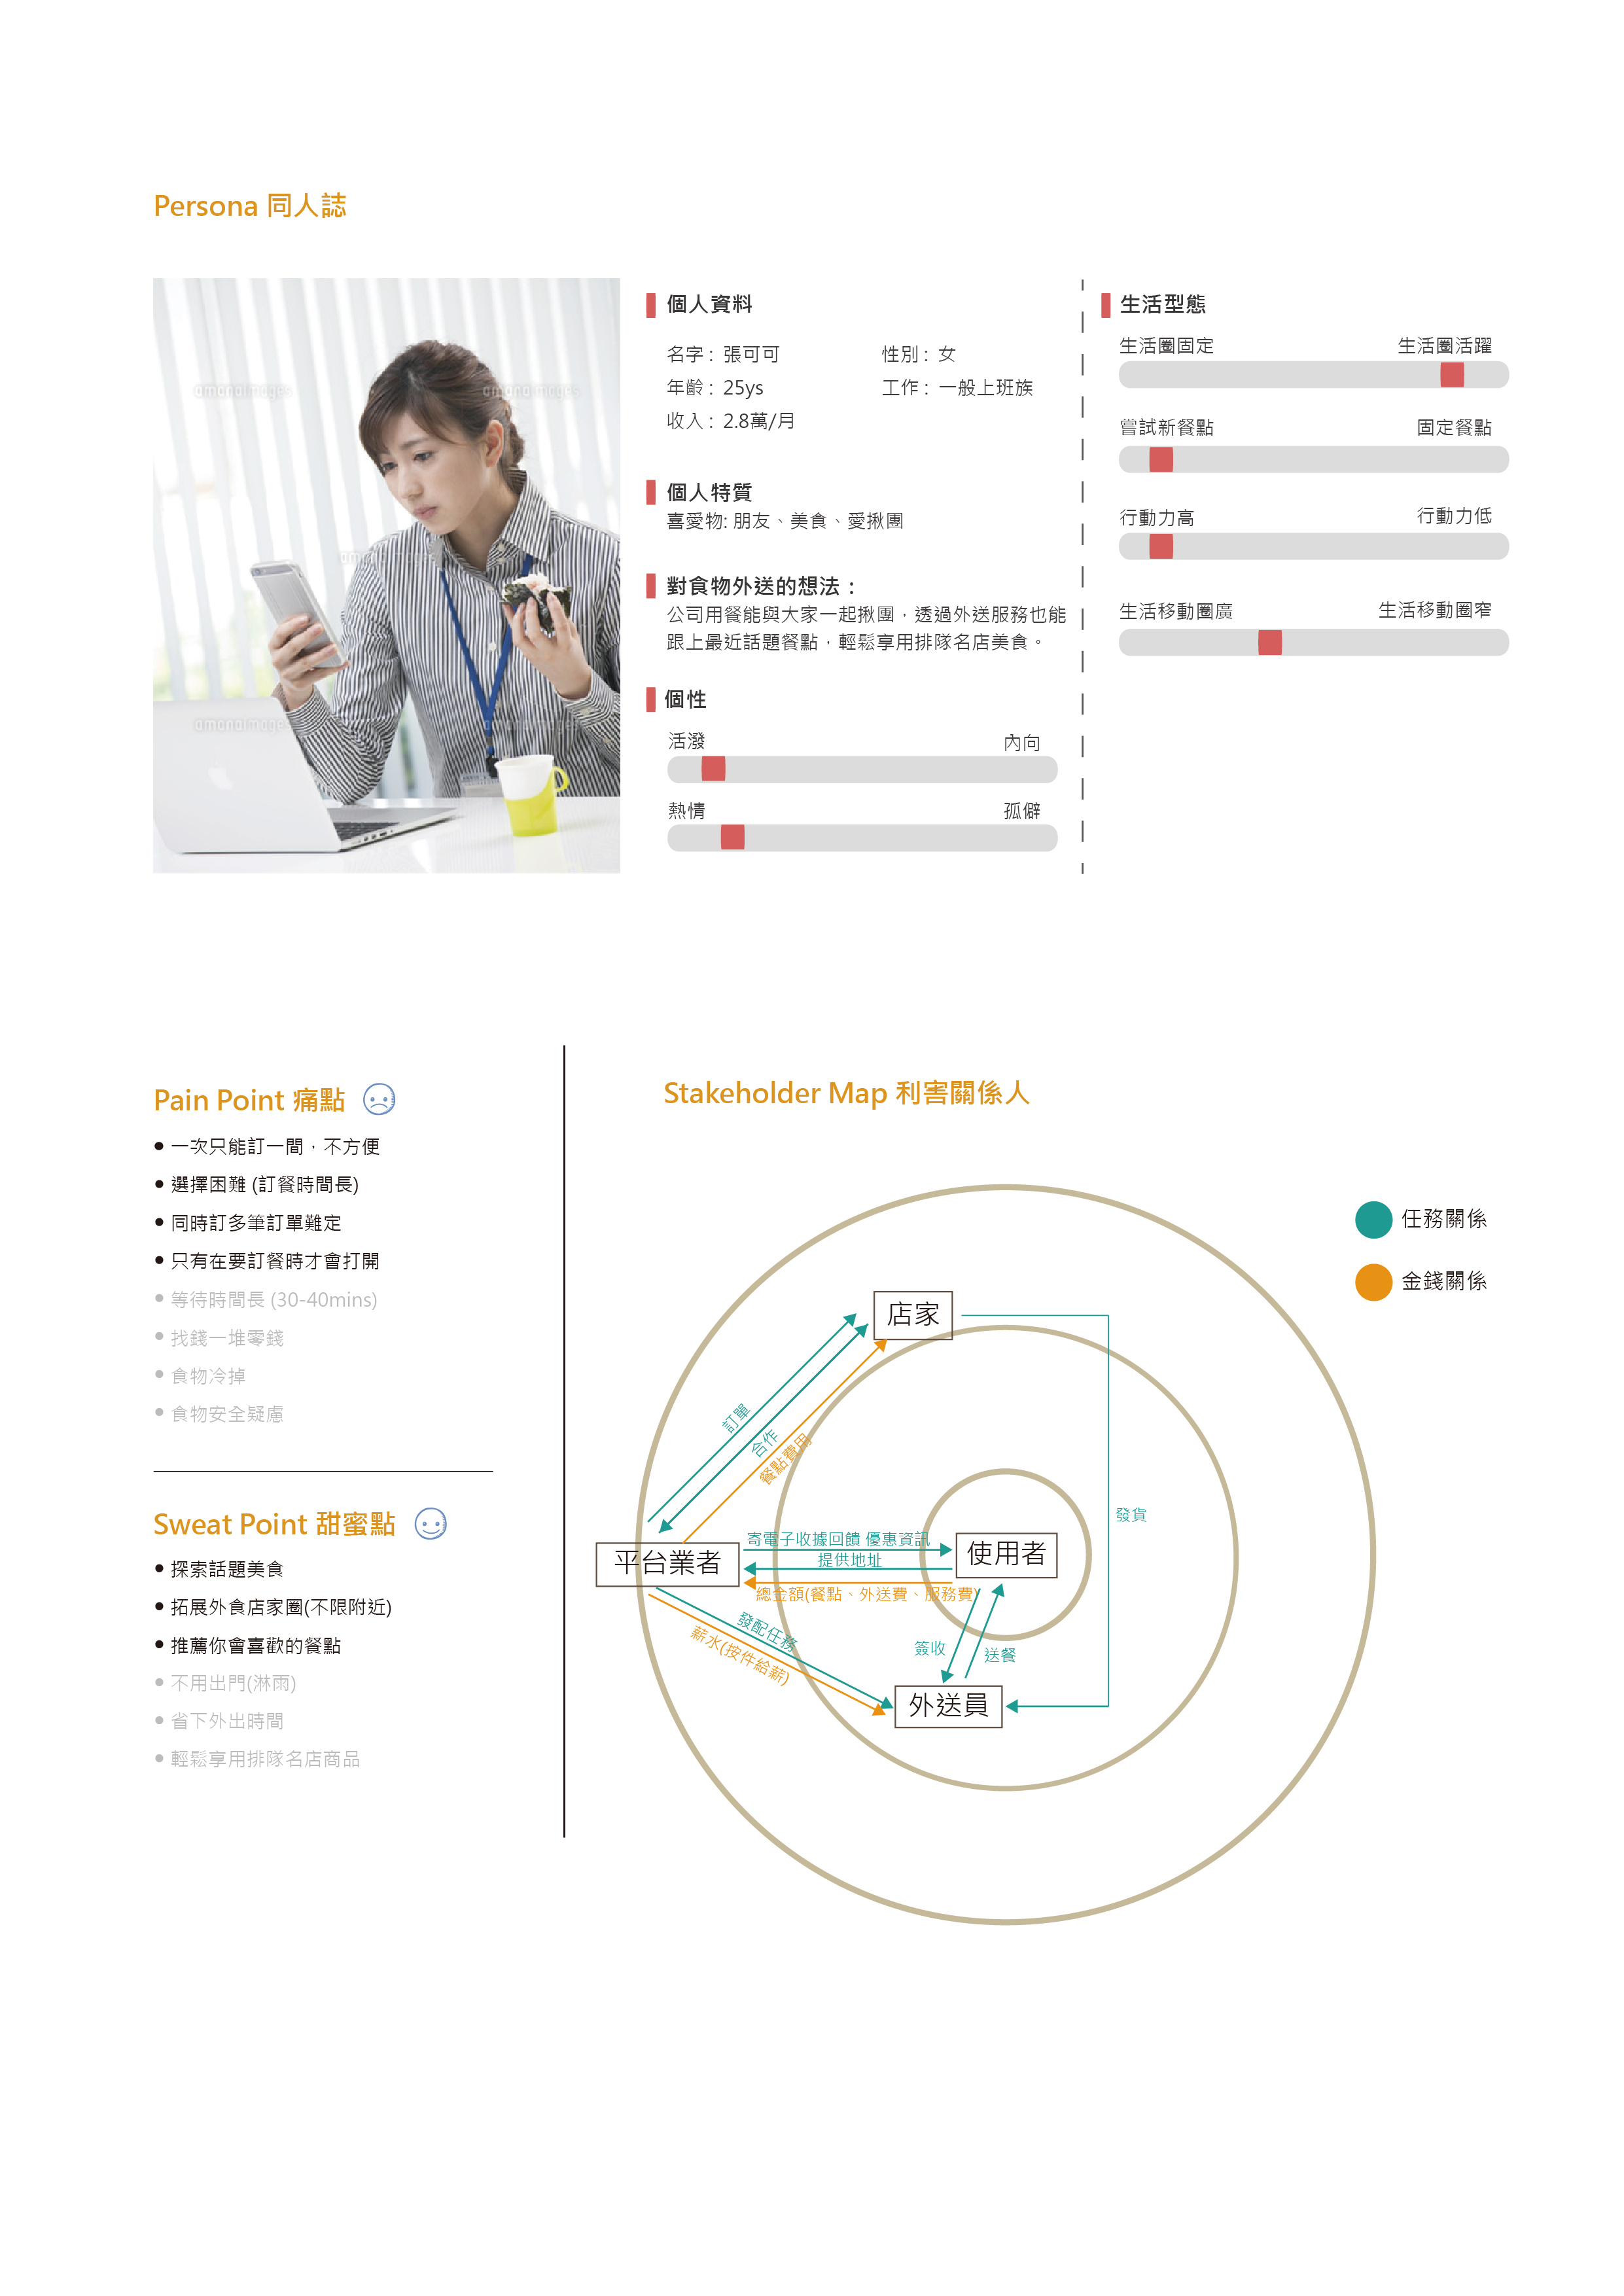 Persona 同人誌
amanaimages
amanaimages
amanaimages
amanaimages
amanaimages
個人資料
名字 : 張可可
性別 : 女
年齡 : 25ys
工作 : 一般上班族
收入 : 2.8萬/月
個人特質
喜愛物: 朋友、美食、愛揪團
對食物外送的想法 :
公司用餐能與大家一起揪團，透過外送服務也能
跟上最近話題餐點，輕鬆享用排隊名店美食。
個性
活潑
內向
熱情
孤僻
生活型態
生活圈固定
生活圈活躍
嘗試新餐點
固定餐點
行動力高
行動力低
生活移動圈廣
生活移動圈窄
Pain Point 痛點
一次只能訂一間，不方便
選擇困難 (訂餐時間長)
同時訂多筆訂單難定
只有在要訂餐時才會打開
等待時間長 (30-40mins)
找錢一堆零錢
食物冷掉
食物安全疑慮
Sweat Point 甜蜜點
探索話題美食
拓展外食店家圈(不限附近)
推薦你會喜歡的餐點
不用出門(淋雨)
省下外出時間
輕鬆享用排隊名店商品
Stakeholder Map 利害關係人
任務關係
金錢關係
店家
訂單
合作
餐點費用
發貨
寄電子收據回饋 優惠資訊
平台業者
使用者
提供地址
總金額(餐點、外送費、服務費)
發配任務
薪水(按件給薪)
簽收
送餐
外送員